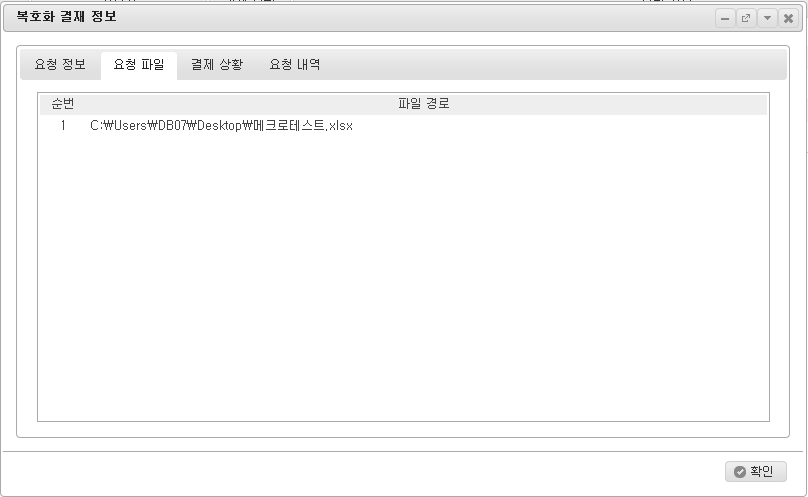 복호화 결재 정보
요청 정보 요청 파일 결제 상황 요청 내역
순번 파일 경로
1 C:₩Users₩DB07₩Desktop₩메크로테스트.xlsx
확인